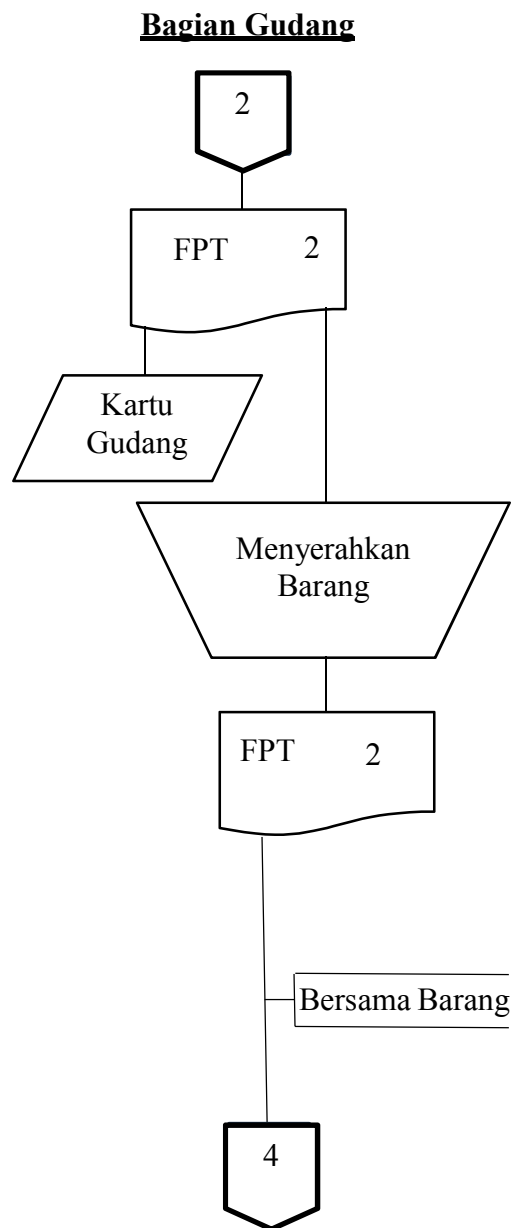 Bagian Gudang
2
FPT 2
Kartu
Gudang
Menyerahkan
Barang
FPT 2
Bersama Barang
4